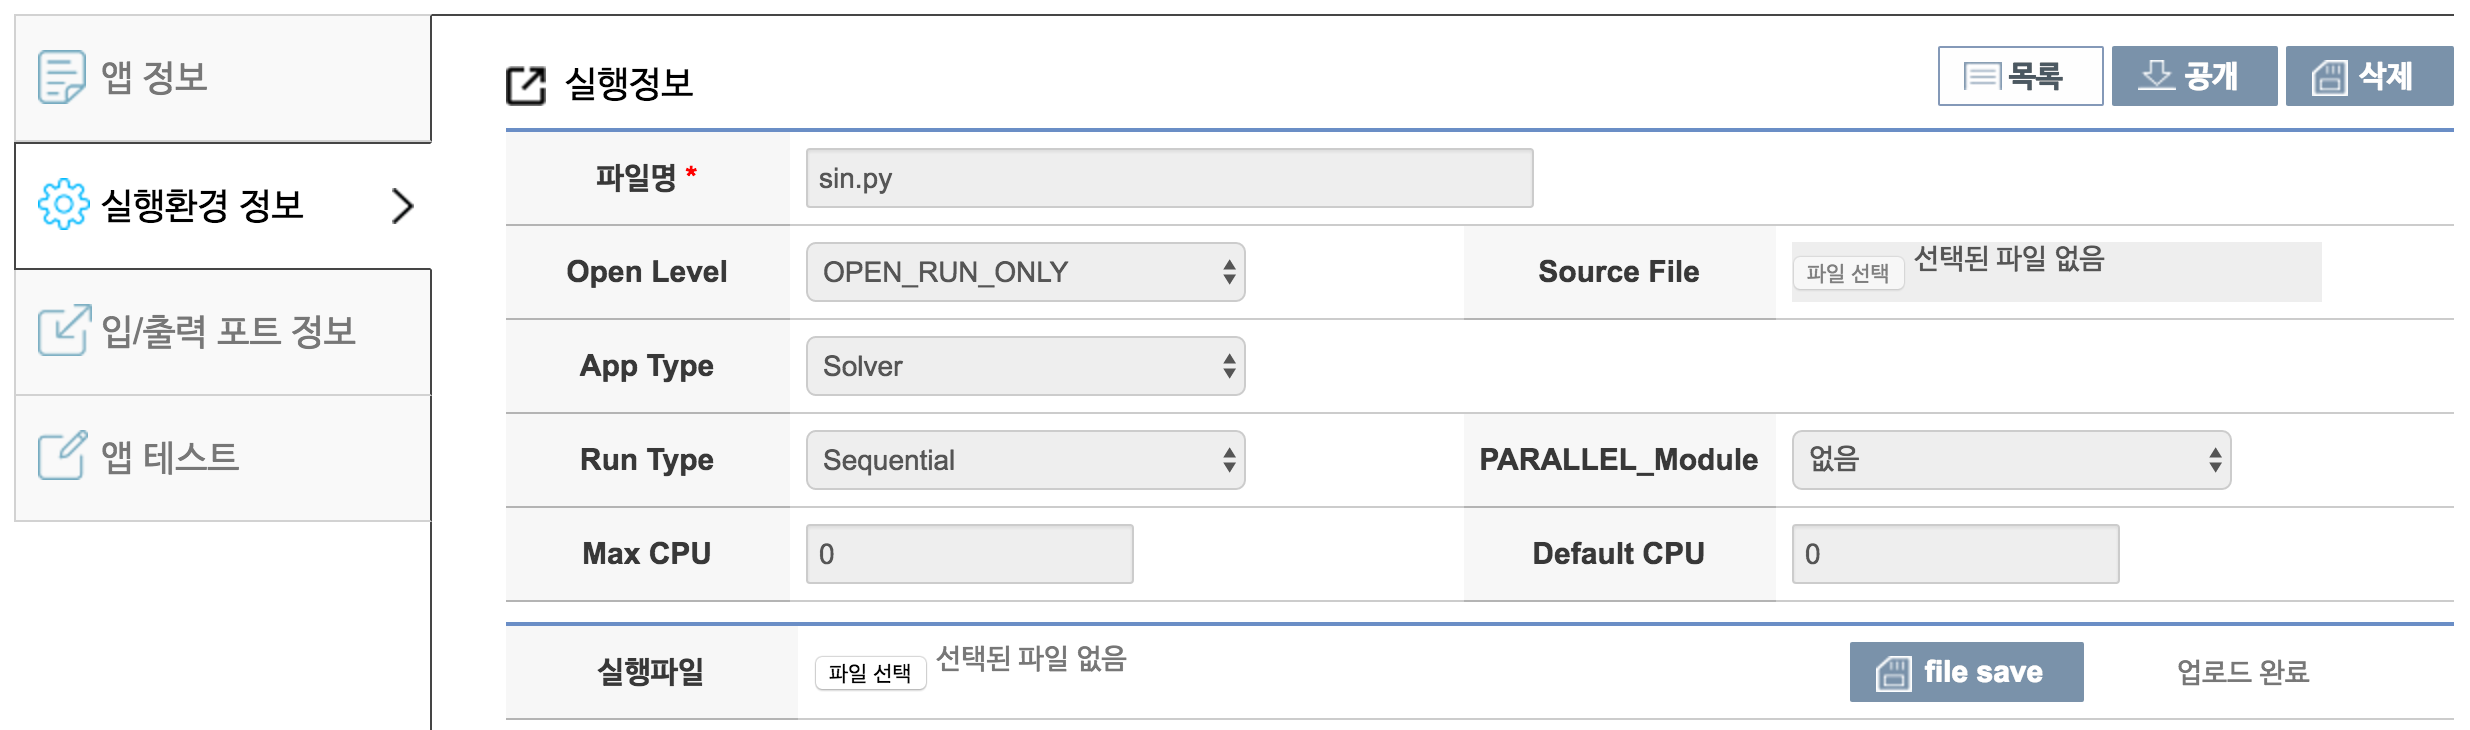 앱 정보
실행환경 정보
입/출력 포트 정보
앱 테스트
실행정보
목록 공개 삭제
파일명 * sin.py
Open Level OPEN_RUN_ONLY Source File 파일 선택 선택된 파일 없음
App Type Solver
Run Type Sequential PARALLEL_Module 없음
Max CPU 0 Default CPU 0
실행파일 파일 선택 선택된 파일 없음 file save 업로드 완료